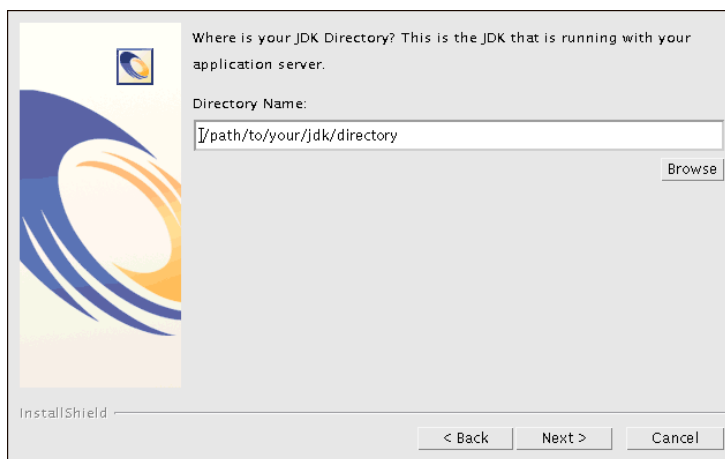 Where is your JDK Directory? This is the JDK that is running with your
application server.
Directory Name:
/path/to/your/jdk/directory
Browse
InstallShield
< Back
Next >
Cancel